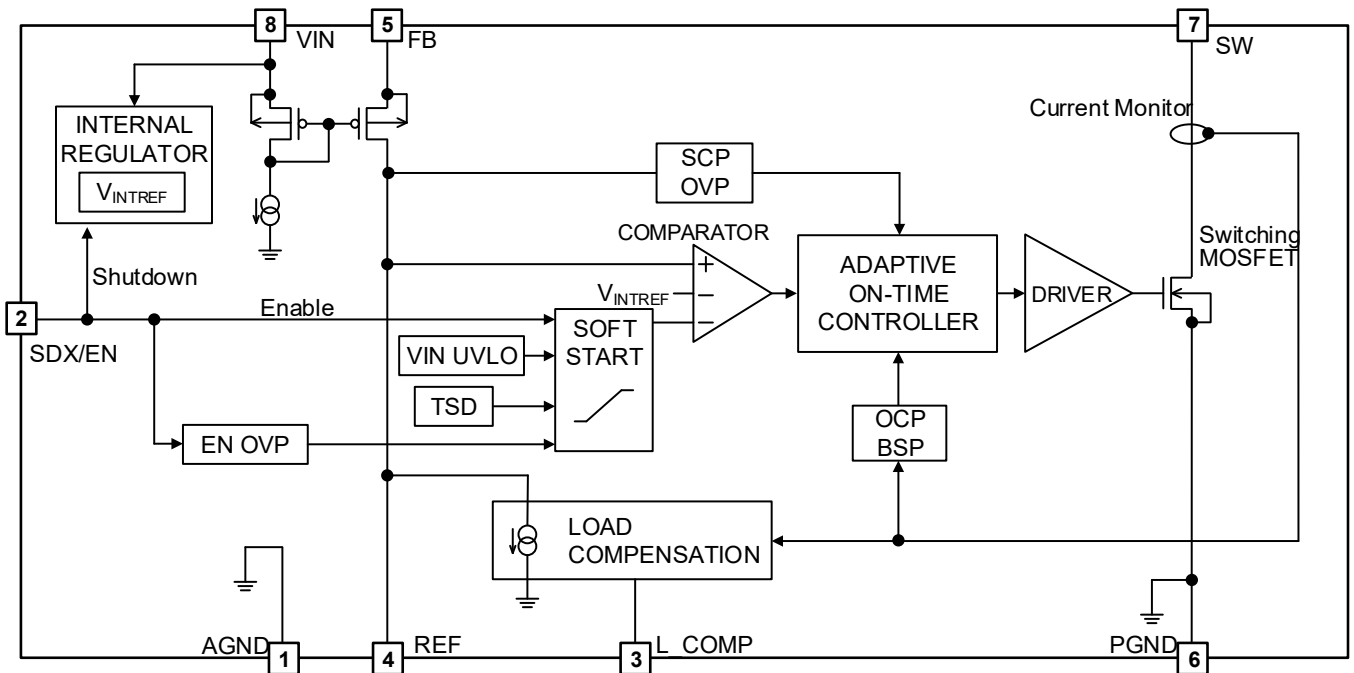 8
VIN
5
FB
7
SW
INTERNAL
REGULATOR
VINTREF
Current Monitor
SCP
OVP
COMPARATOR
+
VINTREF
−
−
ADAPTIVE
ON-TIME
CONTROLLER
DRIVER
Switching
MOSFET
Shutdown
2
SDX/EN
Enable
SOFT
START
VIN UVLO
TSD
EN OVP
OCP
BSP
LOAD
COMPENSATION
AGND
1
4
REF
3
L_COMP
PGND
6